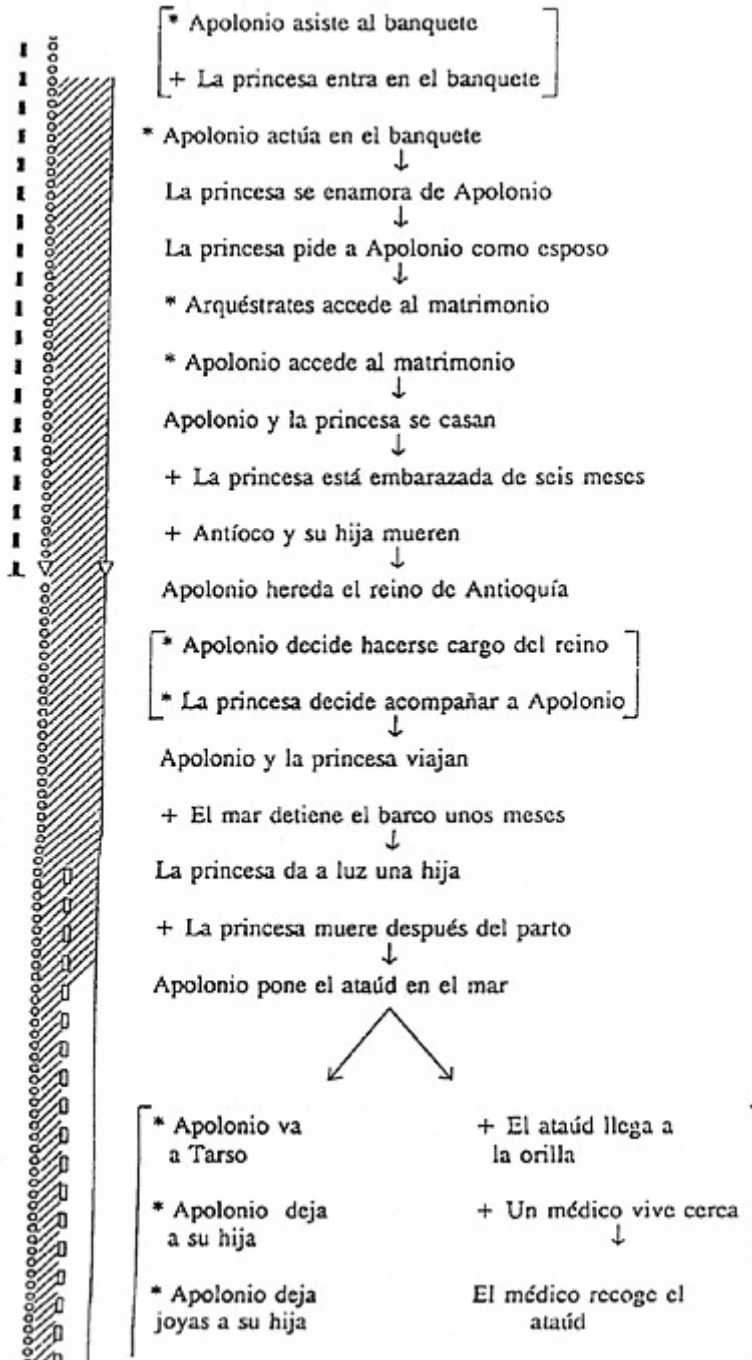 * Apolonio asiste al banquete
+ La princesa entra en el banquete
* Apolonio actúa en el banquete
↓
La princesa se enamora de Apolonio
↓
La princesa pide a Apolonio como esposo
↓
* Arquéstrates accede al matrimonio
* Apolonio accede al matrimonio
↓
Apolonio y la princesa se casan
↓
+ La princesa está embarazada de seis meses
+ Antíoco y su hija mueren
↓
Apolonio hereda el reino de Antioquía
* Apolonio decide hacerse cargo del reino
* La princesa decide acompañar a Apolonio
↓
Apolonio y la princesa viajan
+ El mar detiene el barco unos meses
↓
La princesa da a luz una hija
+ La princesa muere después del parto
↓
Apolonio pone el ataúd en el mar
* Apolonio va
a Tarso
* Apolonio deja
a su hija
* Apolonio deja
joyas a su hija
+ El ataúd llega a
la orilla
+ Un médico vive cerca
↓
El médico recoge el
ataúd